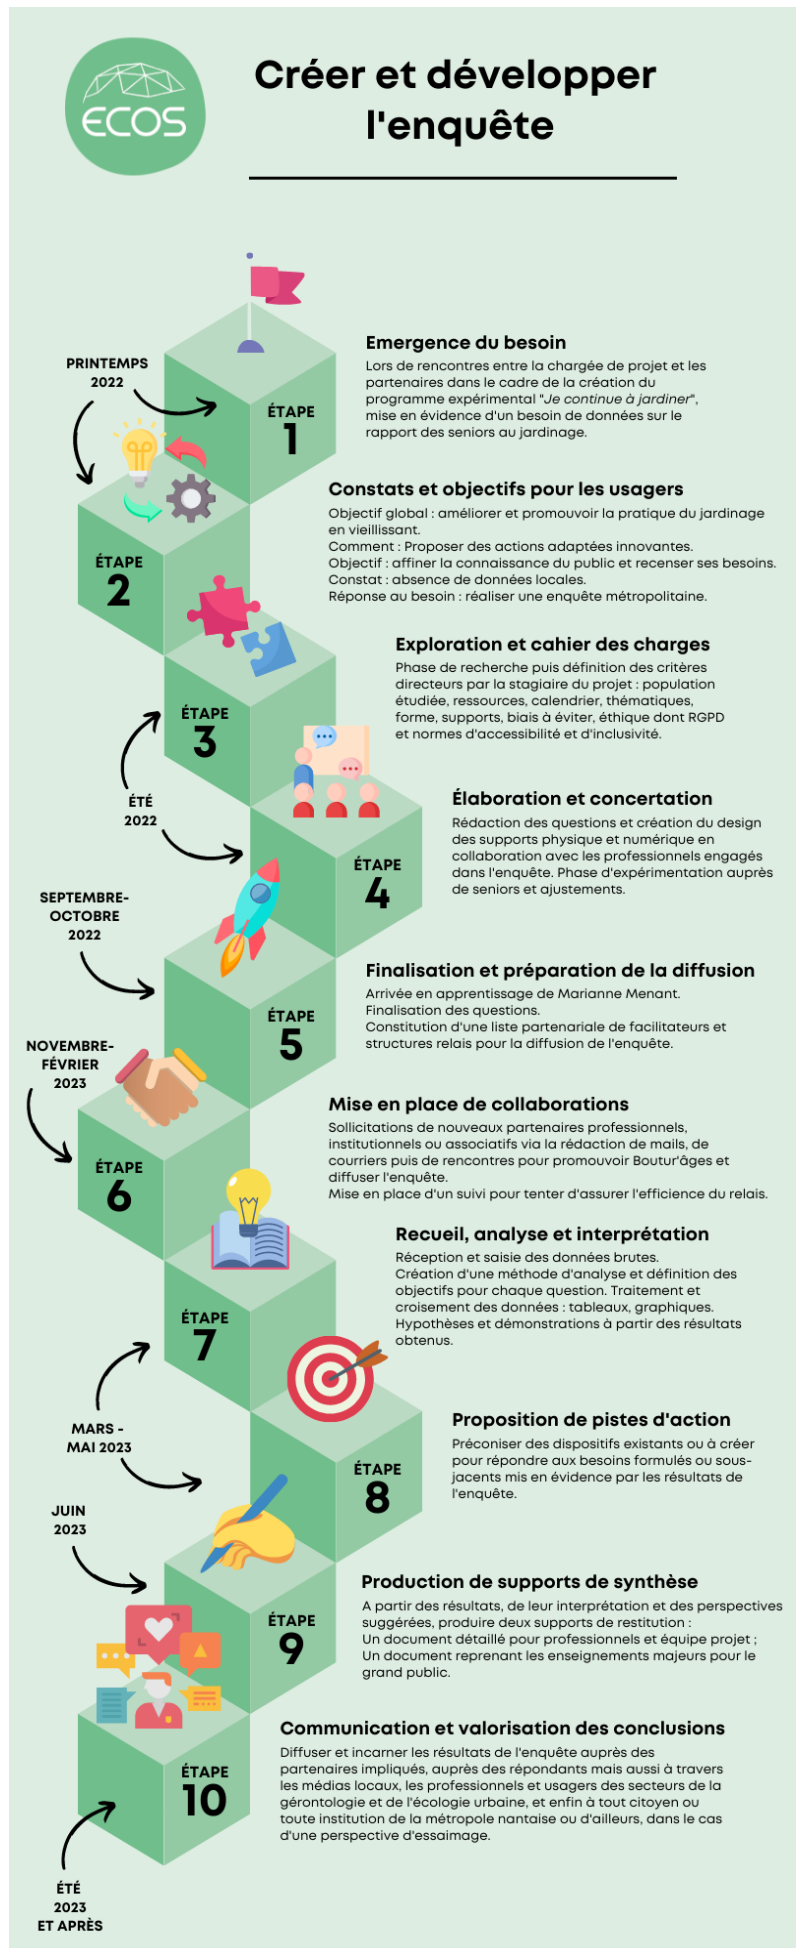 ECOS
Créer et développer
l'enquête
PRINTEMPS
2022
Emergence du besoin
Lors de rencontres entre la chargée de projet et les
partenaires dans le cadre de la création du
programme expérimental "Je continue à jardiner",
mise en évidence d'un besoin de données sur le
rapport des seniors au jardinage.
ÉTAPE
1
Constats et objectifs pour les usagers
Objectif global : améliorer et promouvoir la pratique du jardinage
en vieillissant.
Comment : Proposer des actions adaptées innovantes.
Objectif : affiner la connaissance du public et recenser ses besoins.
Constat : absence de données locales.
Réponse au besoin : réaliser une enquête métropolitaine.
ÉTAPE
2
Exploration et cahier des charges
Phase de recherche puis définition des critères
directeurs par la stagiaire du projet : population
étudiée, ressources, calendrier, thématiques,
forme, supports, biais à éviter, éthique dont RGPD
et normes d'accessibilité et d'inclusivité.
ÉTAPE
3
ÉTÉ
2022
Élaboration et concertation
Rédaction des questions et création du design
des supports physique et numérique en
collaboration avec les professionnels engagés
dans l'enquête. Phase d'expérimentation auprès
de seniors et ajustements.
ÉTAPE
4
SEPTEMBRE-
OCTOBRE
2022
Finalisation et préparation de la diffusion
Arrivée en apprentissage de Marianne Menant.
Finalisation des questions.
Constitution d'une liste partenariale de facilitateurs et
structures relais pour la diffusion de l'enquête.
ÉTAPE
5
NOVEMBRE-
FÉVRIER
2023
Mise en place de collaborations
Sollicitations de nouveaux partenaires professionnels,
institutionnels ou associatifs via la rédaction de mails, de
courriers puis de rencontres pour promouvoir Boutur'âges et
diffuser l'enquête.
Mise en place d'un suivi pour tenter d'assurer l'efficience du relais.
ÉTAPE
6
Recueil, analyse et interprétation
Réception et saisie des données brutes.
Création d'une méthode d'analyse et définition des
objectifs pour chaque question. Traitement et
croisement des données : tableaux, graphiques.
Hypothèses et démonstrations à partir des résultats
obtenus.
ÉTAPE
7
MARS -
MAI 2023
Proposition de pistes d'action
Préconiser des dispositifs existants ou à créer
pour répondre aux besoins formulés ou sous-
jacents mis en évidence par les résultats de
l'enquête.
ÉTAPE
8
JUIN
2023
Production de supports de synthèse
A partir des résultats, de leur interprétation et des perspectives
suggérées, produire deux supports de restitution :
Un document détaillé pour professionnels et équipe projet ;
Un document reprenant les enseignements majeurs pour le
grand public.
ÉTAPE
9
Communication et valorisation des conclusions
Diffuser et incarner les résultats de l'enquête auprès des
partenaires impliqués, auprès des répondants mais aussi à travers
les médias locaux, les professionnels et usagers des secteurs de la
gérontologie et de l'écologie urbaine, et enfin à tout citoyen ou
toute institution de la métropole nantaise ou d'ailleurs, dans le cas
d'une perspective d'essaimage.
ÉTAPE
10
ÉTÉ
2023
ET APRÈS